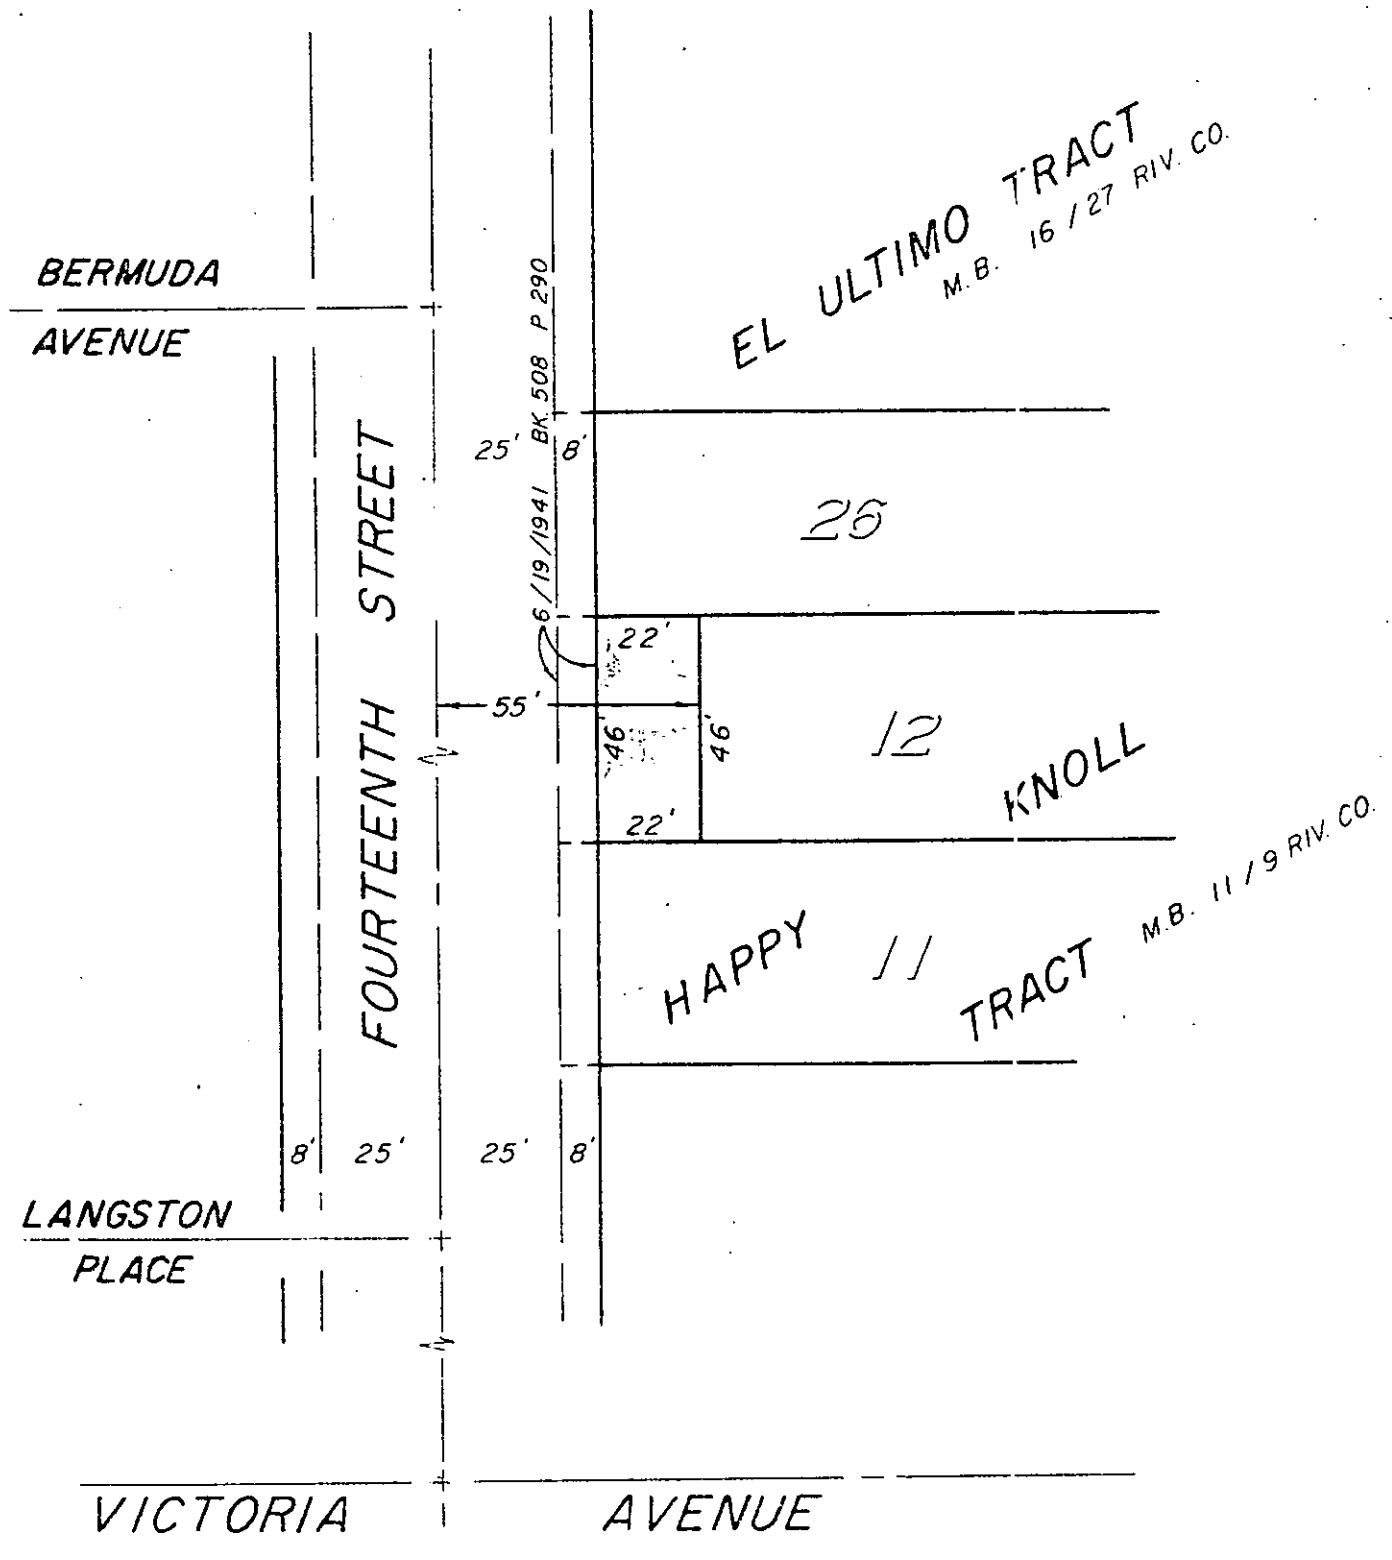 EL ULTIMO TRACT
M.B. 16 / 27 RIV. CO.
BERMUDA
AVENUE
6/19/1941 BK. 508 P 290
25' 8'
26
FOURTEENTH STREET
22'
55'
46'
46'
12
22'
HAPPY KNOLL
TRACT
M.B. 11 / 9 RIV. CO.
11
8' 25' 25' 8'
LANGSTON
PLACE
VICTORIA AVENUE